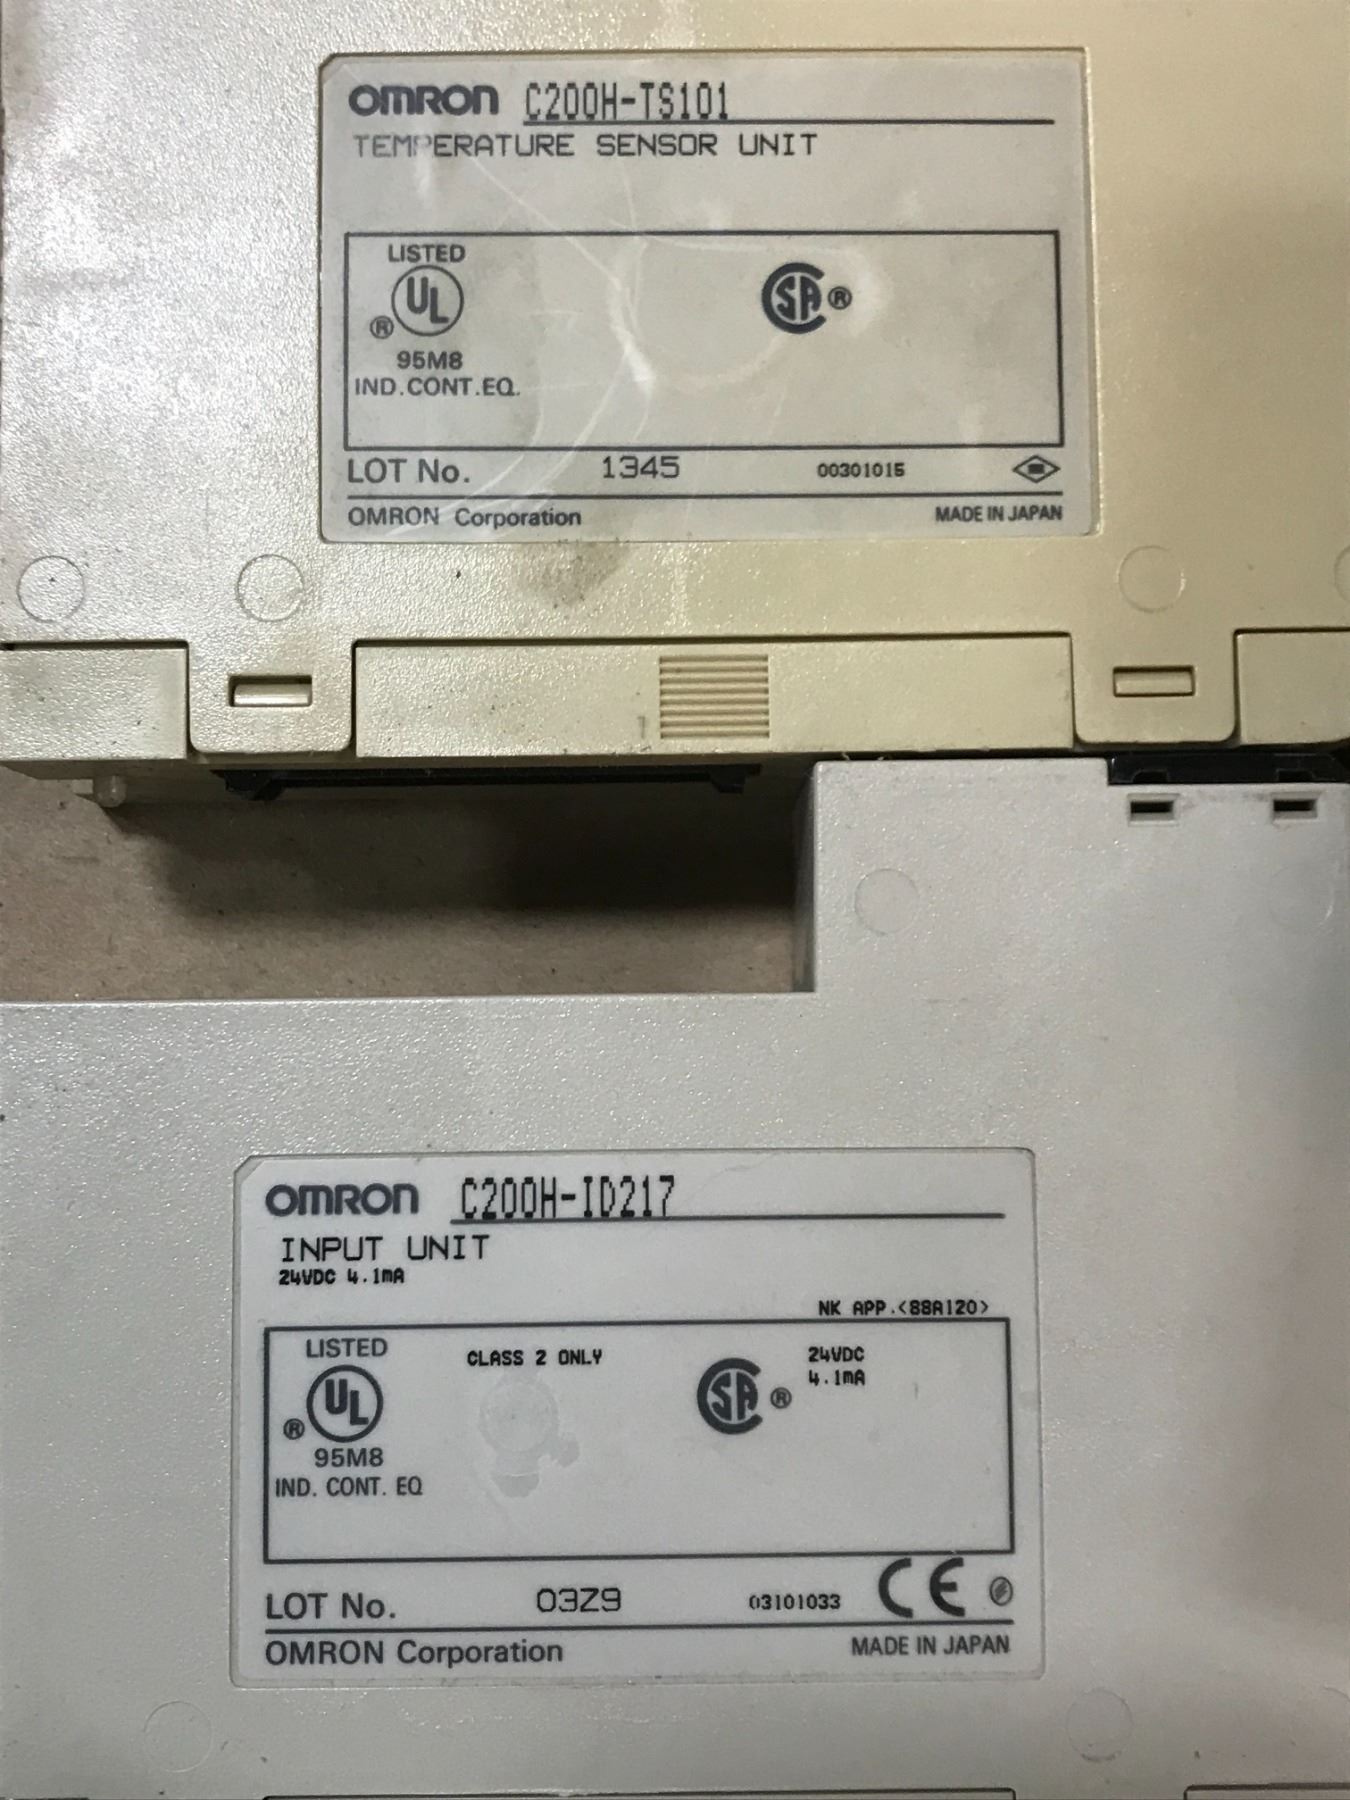 OMRON C200H-TS101
TEMPERATURE SENSOR UNIT
LISTED
UL
®
SA ®
95M8
IND.CONT.EQ.
LOT No. 1345 00301015
OMRON Corporation MADE IN JAPAN
1
OMRON C200H-ID217
INPUT UNIT
24VDC 4.1mA
NK APP.<88A120>
LISTED CLASS 2 ONLY 24VDC
4.1mA
UL
®
SA ®
95M8
IND. CONT. EQ
LOT No. 03Z9 03101033 CE
OMRON Corporation MADE IN JAPAN